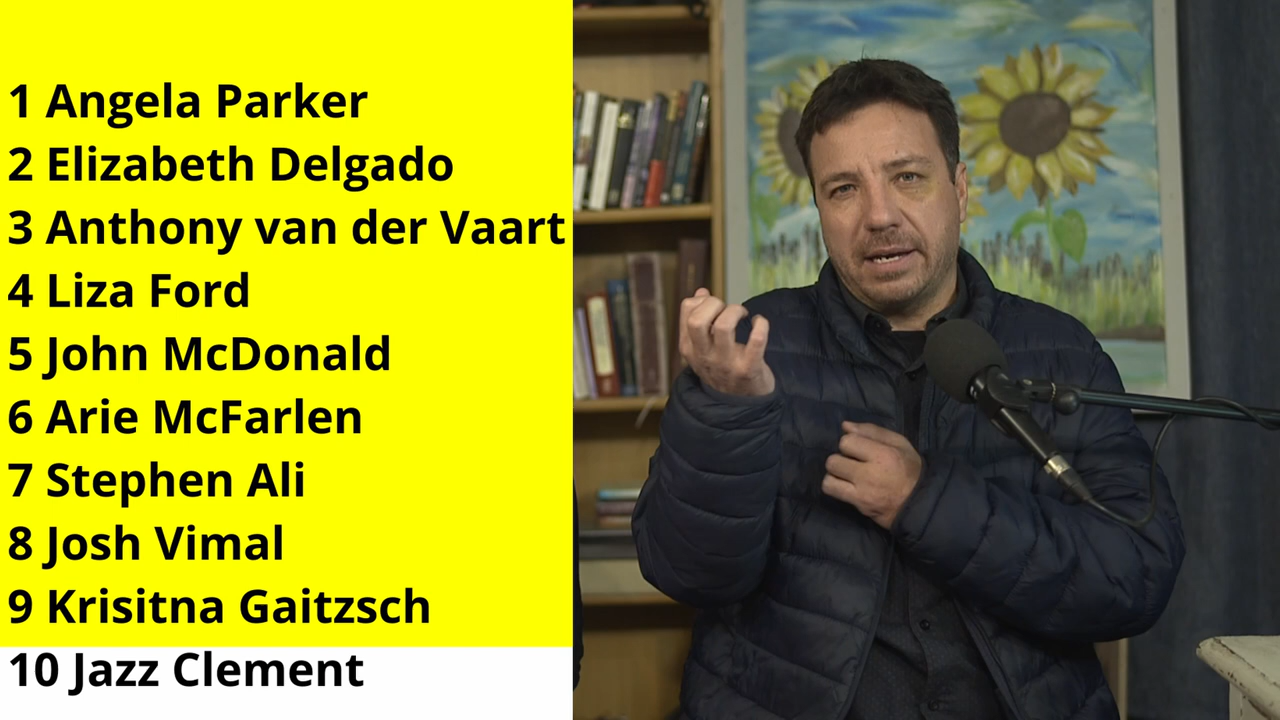 1 Angela Parker
2 Elizabeth Delgado
3 Anthony van der Vaart
4 Liza Ford
5 John McDonald
6 Arie McFarlen
7 Stephen Ali
8 Josh Vimal
9 Krisitna Gaitzsch
10 Jazz Clement